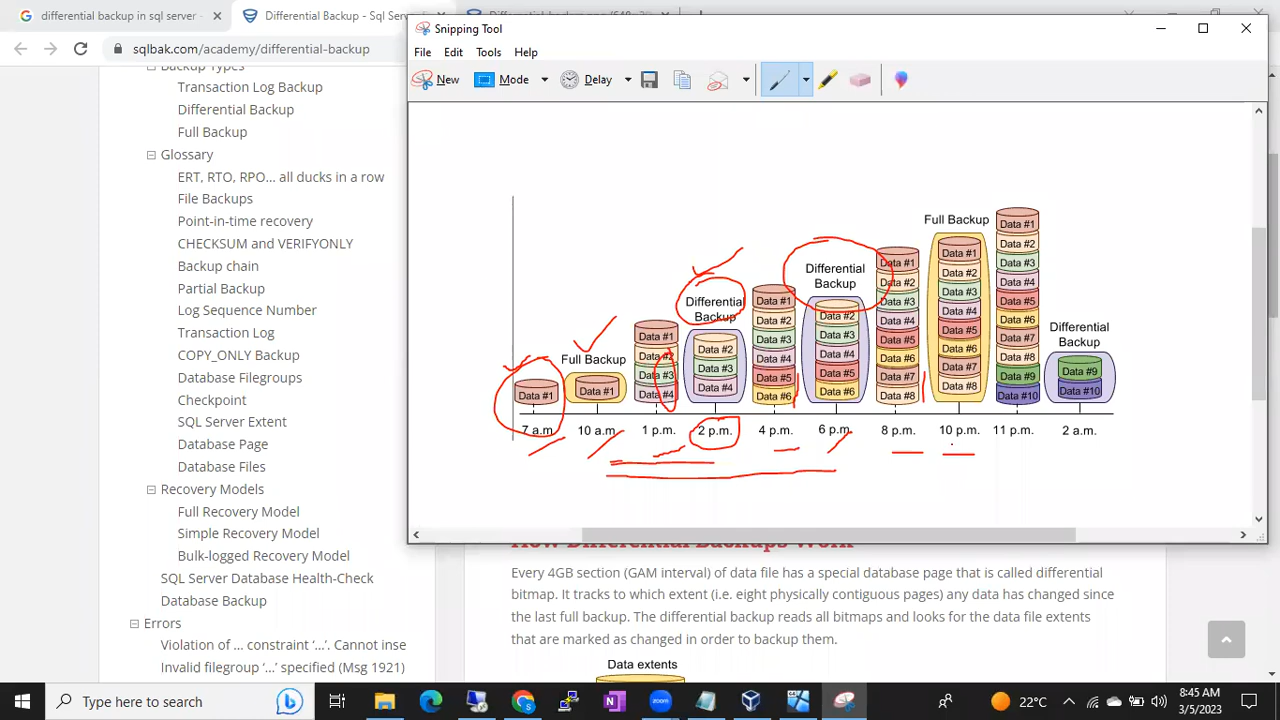 differential backup in sql server
Differential Backup - Sql Serve
sqlbak.com/academy/differential-backup
Snipping Tool
File Edit Tools Help
New Mode Delay
Backup Types
Transaction Log Backup
Differential Backup
Full Backup
Glossary
ERT, RTO, RPO... all ducks in a row
File Backups
Point-in-time recovery
CHECKSUM and VERIFYONLY
Backup chain
Partial Backup
Log Sequence Number
Transaction Log
COPY_ONLY Backup
Database Filegroups
Checkpoint
SQL Server Extent
Database Page
Database Files
Recovery Models
Full Recovery Model
Simple Recovery Model
Bulk-logged Recovery Model
SQL Server Database Health-Check
Database Backup
Errors
Violation of ... constraint ‘...’. Cannot inse
Invalid filegroup ‘...’ specified (Msg 1921)
Data #1
7 a.m.
Full Backup
Data #1
10 a.m.
Data #1
Data #2
Data #3
Data #4
1 p.m.
Differential
Backup
Data #2
Data #3
Data #4
2 p.m.
Data #1
Data #2
Data #3
Data #4
Data #5
Data #6
4 p.m.
Differential
Backup
Data #2
Data #3
Data #4
Data #5
Data #6
6 p.m.
Data #1
Data #2
Data #3
Data #4
Data #5
Data #6
Data #7
Data #8
8 p.m.
Full Backup
Data #1
Data #2
Data #3
Data #4
Data #5
Data #6
Data #7
Data #8
10 p.m.
Data #1
Data #2
Data #3
Data #4
Data #5
Data #6
Data #7
Data #8
Data #9
Data #10
11 p.m.
Differential
Backup
Data #9
Data #10
2 a.m.
How Differential Backups Work
Every 4GB section (GAM interval) of data file has a special database page that is called differential
bitmap. It tracks to which extent (i.e. eight physically contiguous pages) any data has changed since
the last full backup. The differential backup reads all bitmaps and looks for the data file extents
that are marked as changed in order to backup them.
Data extents
Type here to search
22°C
8:45 AM
3/5/2023